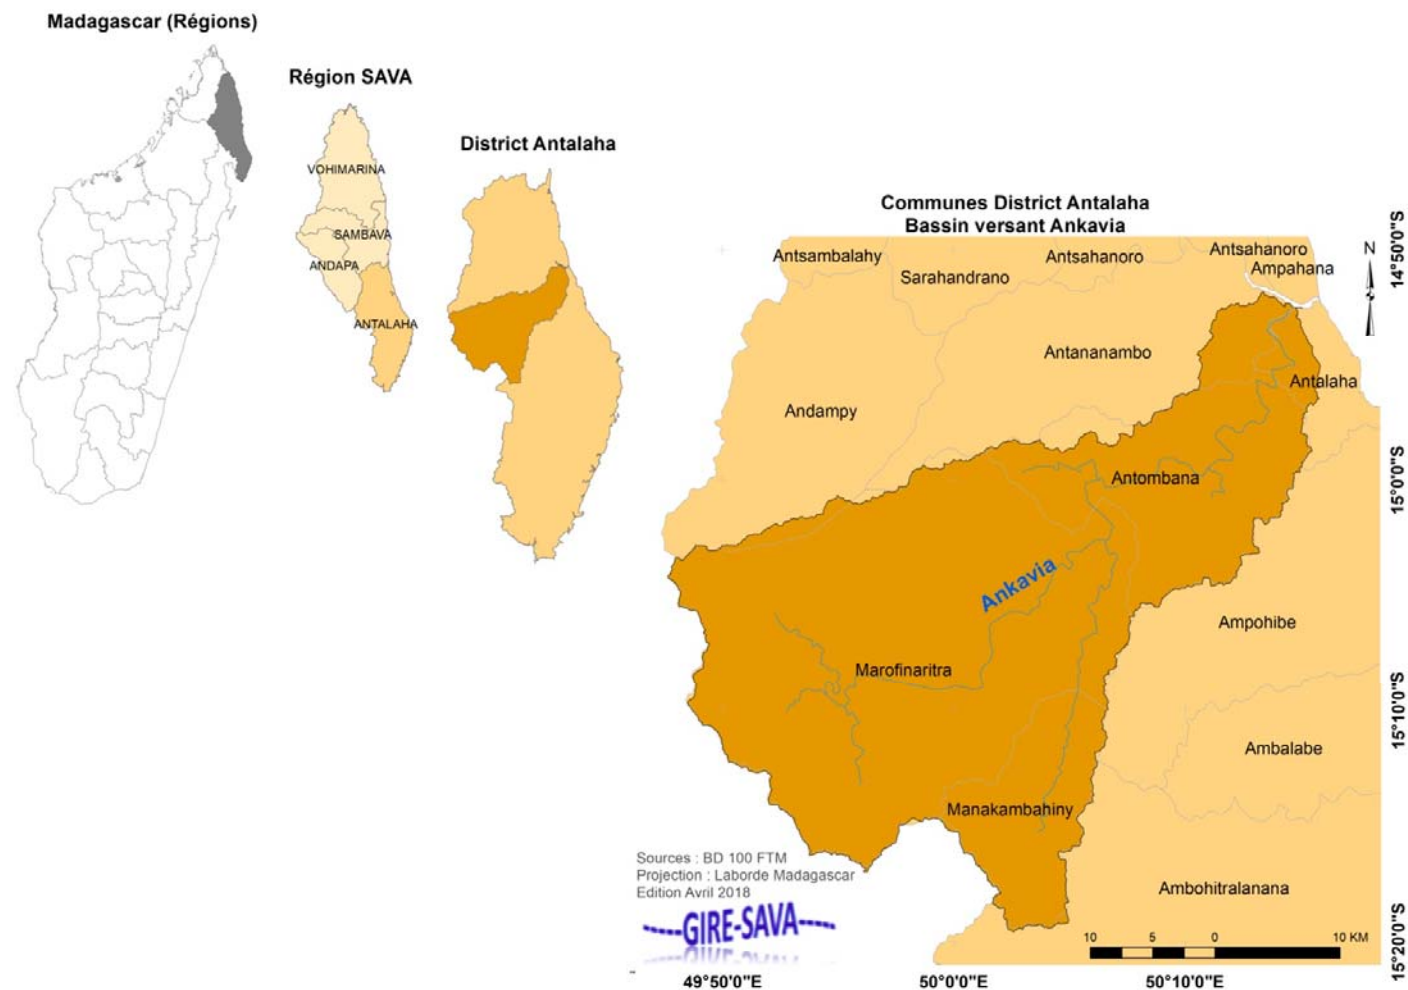 Madagascar (Régions)
Région SAVA
VOHIMARINA
SAMBAVA
ANDAPA
ANTALAHA
District Antalaha
Communes District Antalaha
Bassin versant Ankavia
Antsambalahy
Sarahandrano
Antsahanoro
Antsahanoro
Ampahana
N
14°50'0"S
Antananambo
Antalaha
Andampy
Antombana
15°0'0"S
Ankavia
Ampohibe
Marofinaritra
15°10'0"S
Ambalabe
Manakambahiny
Ambohitralanana
Sources : BD 100 FTM
Projection : Laborde Madagascar
Edition Avril 2018
GIRE-SAVA
10 5 0 10 KM
15°20'0"S
49°50'0"E 50°0'0"E 50°10'0"E